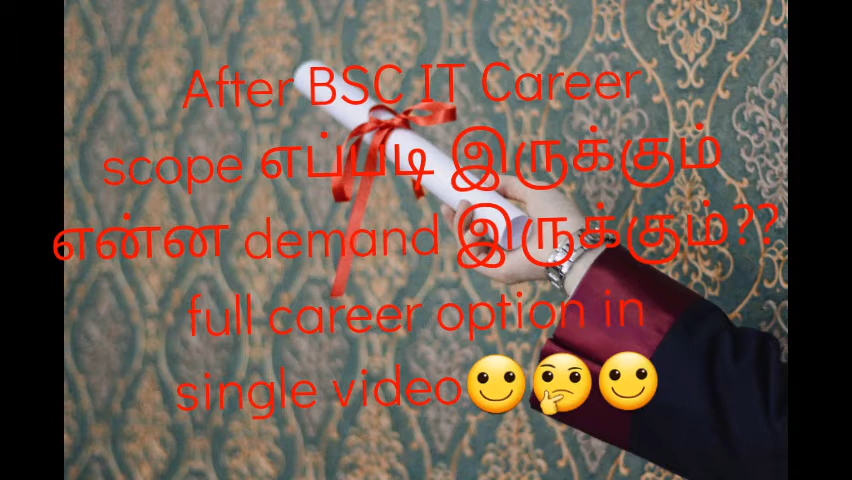 After BSC IT Career
scope எப்படி இருக்கும்
என்ன demand இருக்கும்??
full career option in
single video🙂🤔🙂